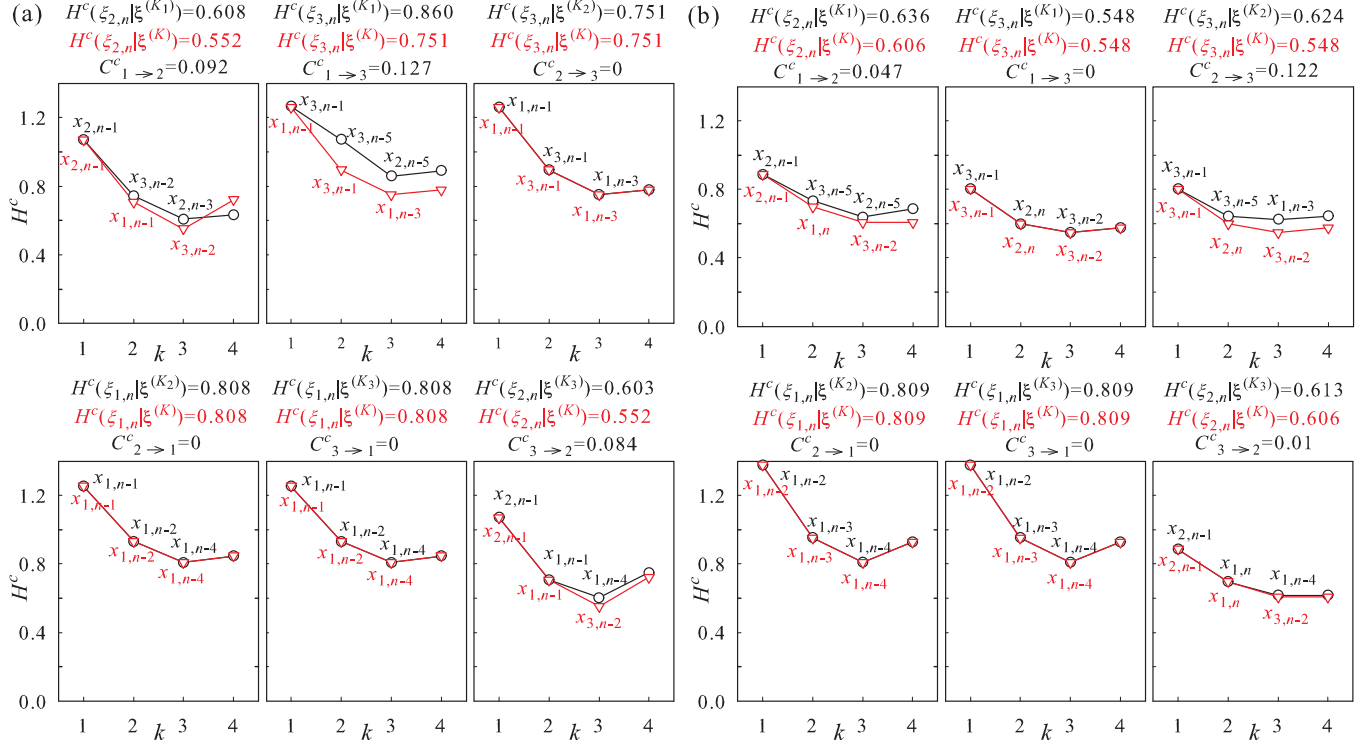 (a)
H^c(ξ_{2,n}|ξ^{(K_1)})=0.608
H^c(ξ_{2,n}|ξ^{(K)})=0.552
C^c_{1→2}=0.092
H^c(ξ_{3,n}|ξ^{(K_1)})=0.860
H^c(ξ_{3,n}|ξ^{(K)})=0.751
C^c_{1→3}=0.127
H^c(ξ_{3,n}|ξ^{(K_2)})=0.751
H^c(ξ_{3,n}|ξ^{(K)})=0.751
C^c_{2→3}=0
H^c
1.2
0.8
0.4
0.0
x_{2,n-1}
x_{2,n-1}
x_{3,n-2}
x_{1,n-1}
x_{2,n-3}
x_{3,n-2}
1 2 k 3 4
x_{3,n-1}
x_{1,n-1}
x_{3,n-5}
x_{3,n-1}
x_{2,n-5}
x_{1,n-3}
1 2 k 3 4
x_{1,n-1}
x_{1,n-1}
x_{3,n-1}
x_{3,n-1}
x_{1,n-3}
x_{1,n-3}
1 2 k 3 4
H^c(ξ_{1,n}|ξ^{(K_2)})=0.808
H^c(ξ_{1,n}|ξ^{(K)})=0.808
C^c_{2→1}=0
H^c(ξ_{1,n}|ξ^{(K_3)})=0.808
H^c(ξ_{1,n}|ξ^{(K)})=0.808
C^c_{3→1}=0
H^c(ξ_{2,n}|ξ^{(K_3)})=0.603
H^c(ξ_{2,n}|ξ^{(K)})=0.552
C^c_{3→2}=0.084
H^c
1.2
0.8
0.4
0.0
x_{1,n-1}
x_{1,n-1}
x_{1,n-2}
x_{1,n-2}
x_{1,n-4}
x_{1,n-4}
1 2 k 3 4
x_{1,n-1}
x_{1,n-1}
x_{1,n-2}
x_{1,n-2}
x_{1,n-4}
x_{1,n-4}
1 2 k 3 4
x_{2,n-1}
x_{2,n-1}
x_{1,n-1}
x_{1,n-1}
x_{1,n-4}
x_{3,n-2}
1 2 k 3 4
(b)
H^c(ξ_{2,n}|ξ^{(K_1)})=0.636
H^c(ξ_{2,n}|ξ^{(K)})=0.606
C^c_{1→2}=0.047
H^c(ξ_{3,n}|ξ^{(K_1)})=0.548
H^c(ξ_{3,n}|ξ^{(K)})=0.548
C^c_{1→3}=0
H^c(ξ_{3,n}|ξ^{(K_2)})=0.624
H^c(ξ_{3,n}|ξ^{(K)})=0.548
C^c_{2→3}=0.122
H^c
1.2
0.8
0.4
0.0
x_{2,n-1}
x_{2,n-1}
x_{3,n-5}
x_{1,n}
x_{2,n-5}
x_{3,n-2}
1 2 k 3 4
x_{3,n-1}
x_{3,n-1}
x_{2,n}
x_{2,n}
x_{3,n-2}
x_{3,n-2}
1 2 k 3 4
x_{3,n-1}
x_{3,n-1}
x_{3,n-5}
x_{2,n}
x_{1,n-3}
x_{3,n-2}
1 2 k 3 4
H^c(ξ_{1,n}|ξ^{(K_2)})=0.809
H^c(ξ_{1,n}|ξ^{(K)})=0.809
C^c_{2→1}=0
H^c(ξ_{1,n}|ξ^{(K_3)})=0.809
H^c(ξ_{1,n}|ξ^{(K)})=0.809
C^c_{3→1}=0
H^c(ξ_{2,n}|ξ^{(K_3)})=0.613
H^c(ξ_{2,n}|ξ^{(K)})=0.606
C^c_{3→2}=0.01
H^c
1.2
0.8
0.4
0.0
x_{1,n-2}
x_{1,n-2}
x_{1,n-3}
x_{1,n-3}
x_{1,n-4}
x_{1,n-4}
1 2 k 3 4
x_{1,n-2}
x_{1,n-2}
x_{1,n-3}
x_{1,n-3}
x_{1,n-4}
x_{1,n-4}
1 2 k 3 4
x_{2,n-1}
x_{2,n-1}
x_{1,n}
x_{1,n}
x_{1,n-4}
x_{3,n-2}
1 2 k 3 4